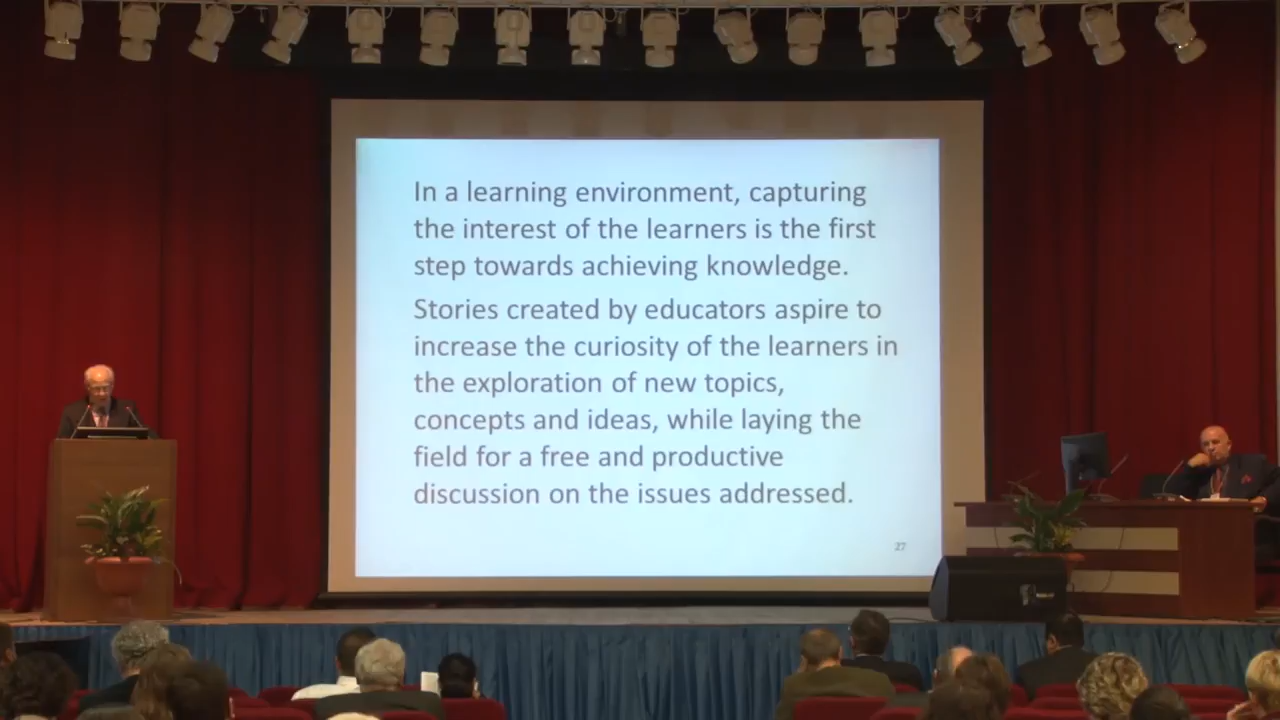 In a learning environment, capturing
the interest of the learners is the first
step towards achieving knowledge.
Stories created by educators aspire to
increase the curiosity of the learners in
the exploration of new topics,
concepts and ideas, while laying the
field for a free and productive
discussion on the issues addressed.
27